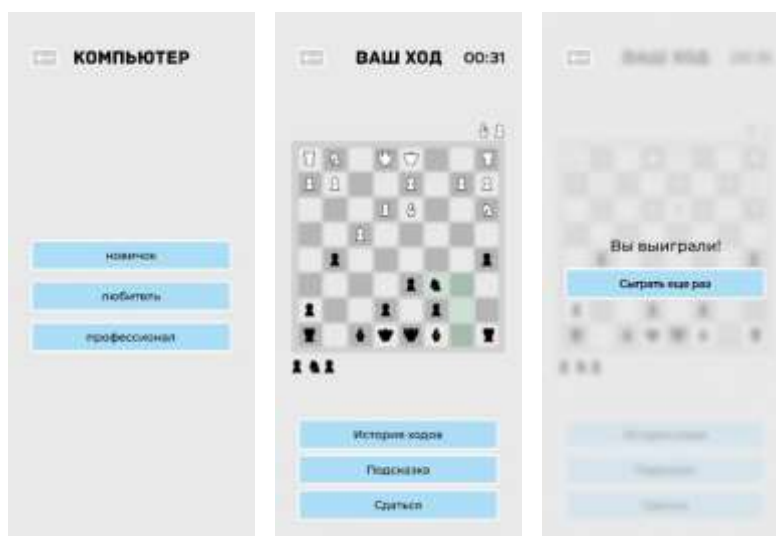 КОМПЬЮТЕР
новичок
любитель
профессионал
ВАШ ХОД 00:31
История ходов
Подсказка
Сдаться
Вы выиграли!
Сыграть еще раз